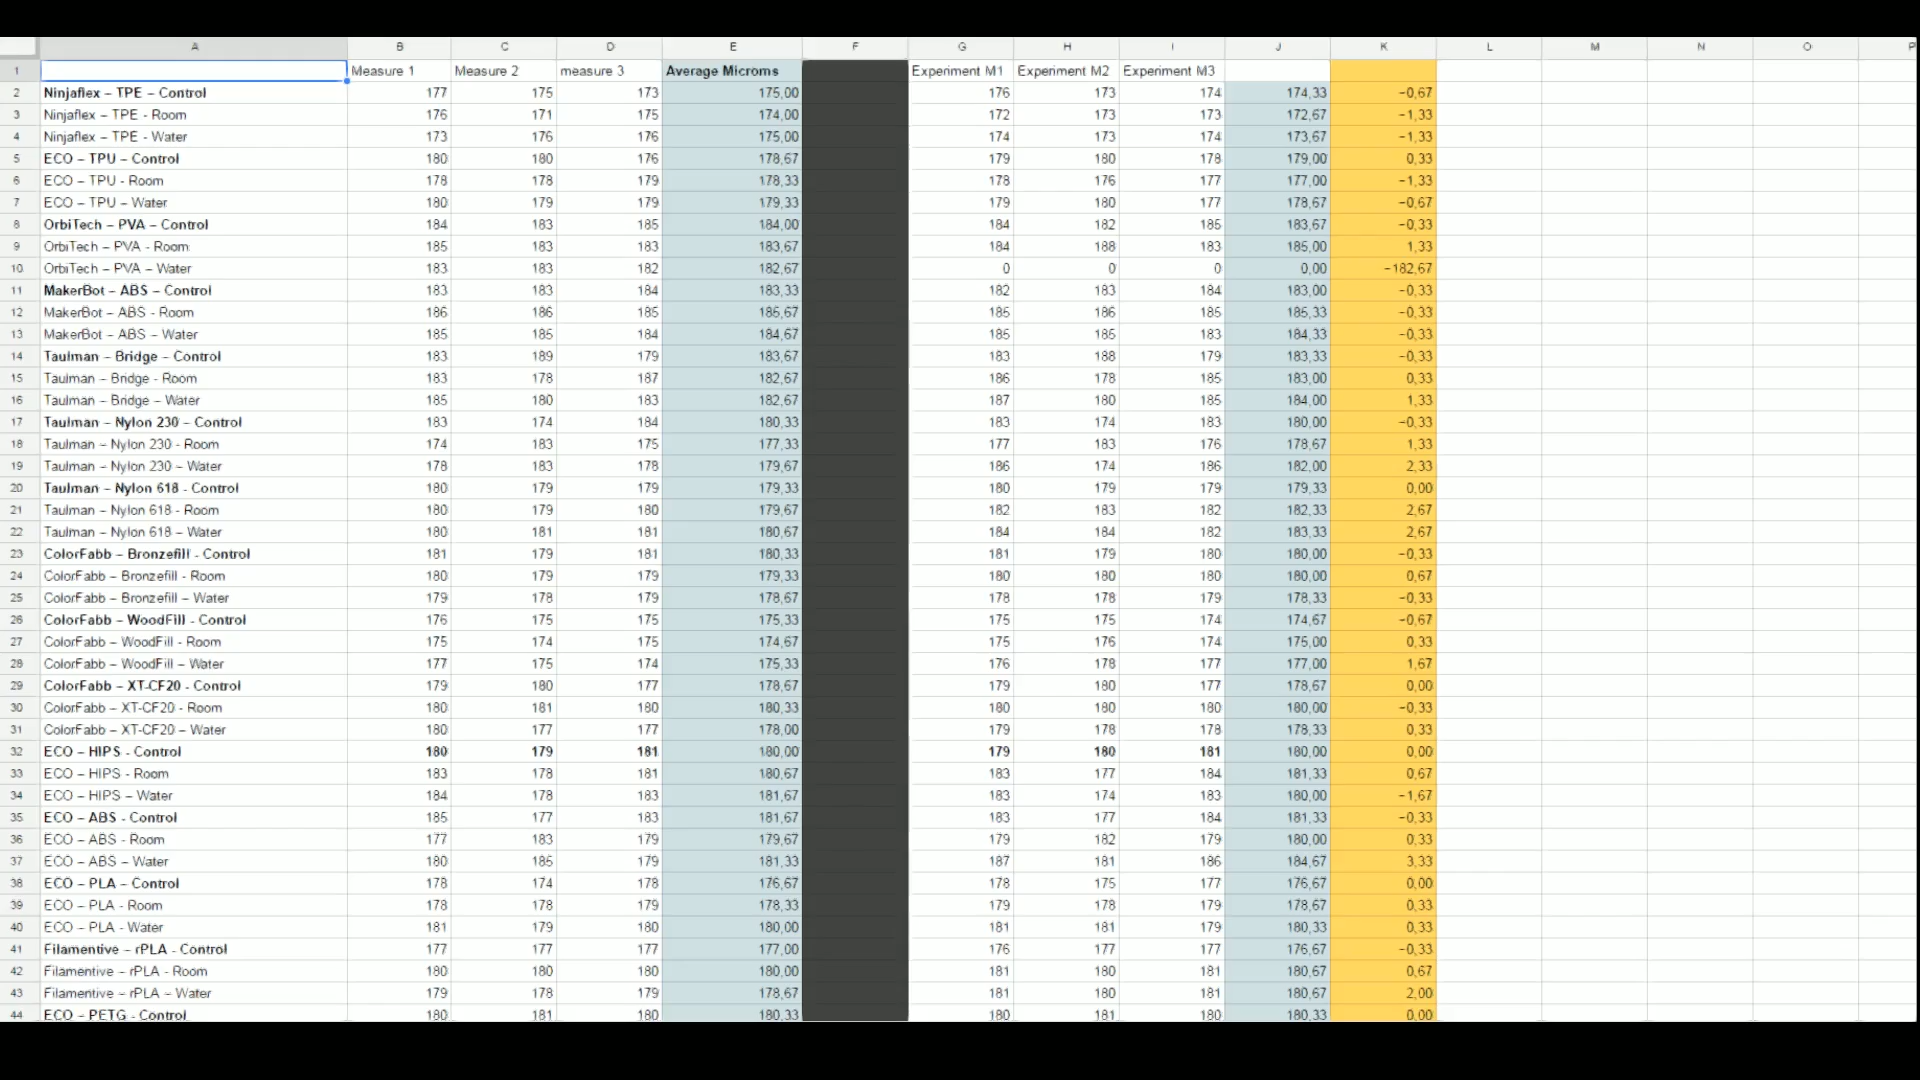 A B C D E F G H I J K L M N O P
1 Measure 1 Measure 2 measure 3 Average Microms Experiment M1 Experiment M2 Experiment M3
2 Ninjaflex – TPE – Control 177 175 173 175,00 176 173 174 174,33 -0,67
3 Ninjaflex – TPE - Room 176 171 175 174,00 172 173 173 172,67 -1,33
4 Ninjaflex – TPE - Water 173 176 176 175,00 174 173 174 173,67 -1,33
5 ECO – TPU – Control 180 180 176 178,67 179 180 178 179,00 0,33
6 ECO – TPU - Room 178 178 179 178,33 178 176 177 177,00 -1,33
7 ECO – TPU – Water 180 179 179 179,33 179 180 177 178,67 -0,67
8 OrbiTech – PVA – Control 184 183 185 184,00 184 182 185 183,67 -0,33
9 OrbiTech – PVA - Room 185 183 183 183,67 184 188 183 185,00 1,33
10 OrbiTech – PVA – Water 183 183 182 182,67 0 0 0 0,00 -182,67
11 MakerBot – ABS – Control 183 183 184 183,33 182 183 184 183,00 -0,33
12 MakerBot – ABS - Room 186 186 185 185,67 185 186 185 185,33 -0,33
13 MakerBot – ABS – Water 185 185 184 184,67 185 185 183 184,33 -0,33
14 Taulman – Bridge – Control 183 189 179 183,67 183 188 179 183,33 -0,33
15 Taulman – Bridge - Room 183 178 187 182,67 186 178 185 183,00 0,33
16 Taulman – Bridge – Water 185 180 183 182,67 187 180 185 184,00 1,33
17 Taulman – Nylon 230 – Control 183 174 184 180,33 183 174 183 180,00 -0,33
18 Taulman – Nylon 230 - Room 174 183 175 177,33 177 183 176 178,67 1,33
19 Taulman – Nylon 230 – Water 178 183 178 179,67 186 174 186 182,00 2,33
20 Taulman – Nylon 618 - Control 180 179 179 179,33 180 179 179 179,33 0,00
21 Taulman – Nylon 618 - Room 180 179 180 179,67 182 183 182 182,33 2,67
22 Taulman – Nylon 618 – Water 180 181 181 180,67 184 184 182 183,33 2,67
23 ColorFabb – Bronzefill - Control 181 179 181 180,33 181 179 180 180,00 -0,33
24 ColorFabb – Bronzefill - Room 180 179 179 179,33 180 180 180 180,00 0,67
25 ColorFabb – Bronzefill – Water 179 178 179 178,67 178 178 179 178,33 -0,33
26 ColorFabb – WoodFill - Control 176 175 175 175,33 175 175 174 174,67 -0,67
27 ColorFabb – WoodFill - Room 175 174 175 174,67 175 176 174 175,00 0,33
28 ColorFabb – WoodFill – Water 177 175 174 175,33 176 178 177 177,00 1,67
29 ColorFabb – XT-CF20 - Control 179 180 177 178,67 179 180 177 178,67 0,00
30 ColorFabb – XT-CF20 - Room 180 181 180 180,33 180 180 180 180,00 -0,33
31 ColorFabb – XT-CF20 – Water 180 177 177 178,00 179 178 178 178,33 0,33
32 ECO – HIPS - Control 180 179 181 180,00 179 180 181 180,00 0,00
33 ECO – HIPS - Room 183 178 181 180,67 183 177 184 181,33 0,67
34 ECO – HIPS – Water 184 178 183 181,67 183 174 183 180,00 -1,67
35 ECO – ABS - Control 185 177 183 181,67 183 177 184 181,33 -0,33
36 ECO – ABS - Room 177 183 179 179,67 179 182 179 180,00 0,33
37 ECO – ABS – Water 180 185 179 181,33 187 181 186 184,67 3,33
38 ECO – PLA – Control 178 174 178 176,67 178 175 177 176,67 0,00
39 ECO – PLA - Room 178 178 179 178,33 179 178 179 178,67 0,33
40 ECO – PLA - Water 181 179 180 180,00 181 181 179 180,33 0,33
41 Filamentive – rPLA - Control 177 177 177 177,00 176 177 177 176,67 -0,33
42 Filamentive – rPLA - Room 180 180 180 180,00 181 180 181 180,67 0,67
43 Filamentive – rPLA – Water 179 178 179 178,67 181 180 181 180,67 2,00
44 ECO – PETG - Control 180 181 180 180,33 180 181 180 180,33 0,00